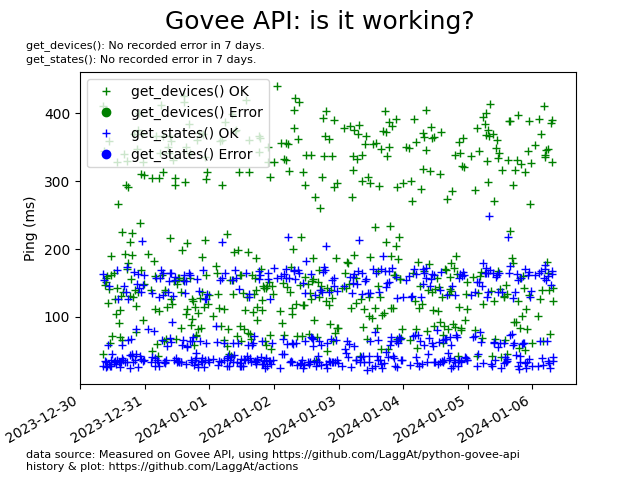 Govee API: is it working?
get_devices(): No recorded error in 7 days.
get_states(): No recorded error in 7 days.
get_devices() OK
get_devices() Error
get_states() OK
get_states() Error
Ping (ms)
400
300
200
100
2023-12-30
2023-12-31
2024-01-01
2024-01-02
2024-01-03
2024-01-04
2024-01-05
2024-01-06
data source: Measured on Govee API, using https://github.com/LaggAt/python-govee-api
history & plot: https://github.com/LaggAt/actions